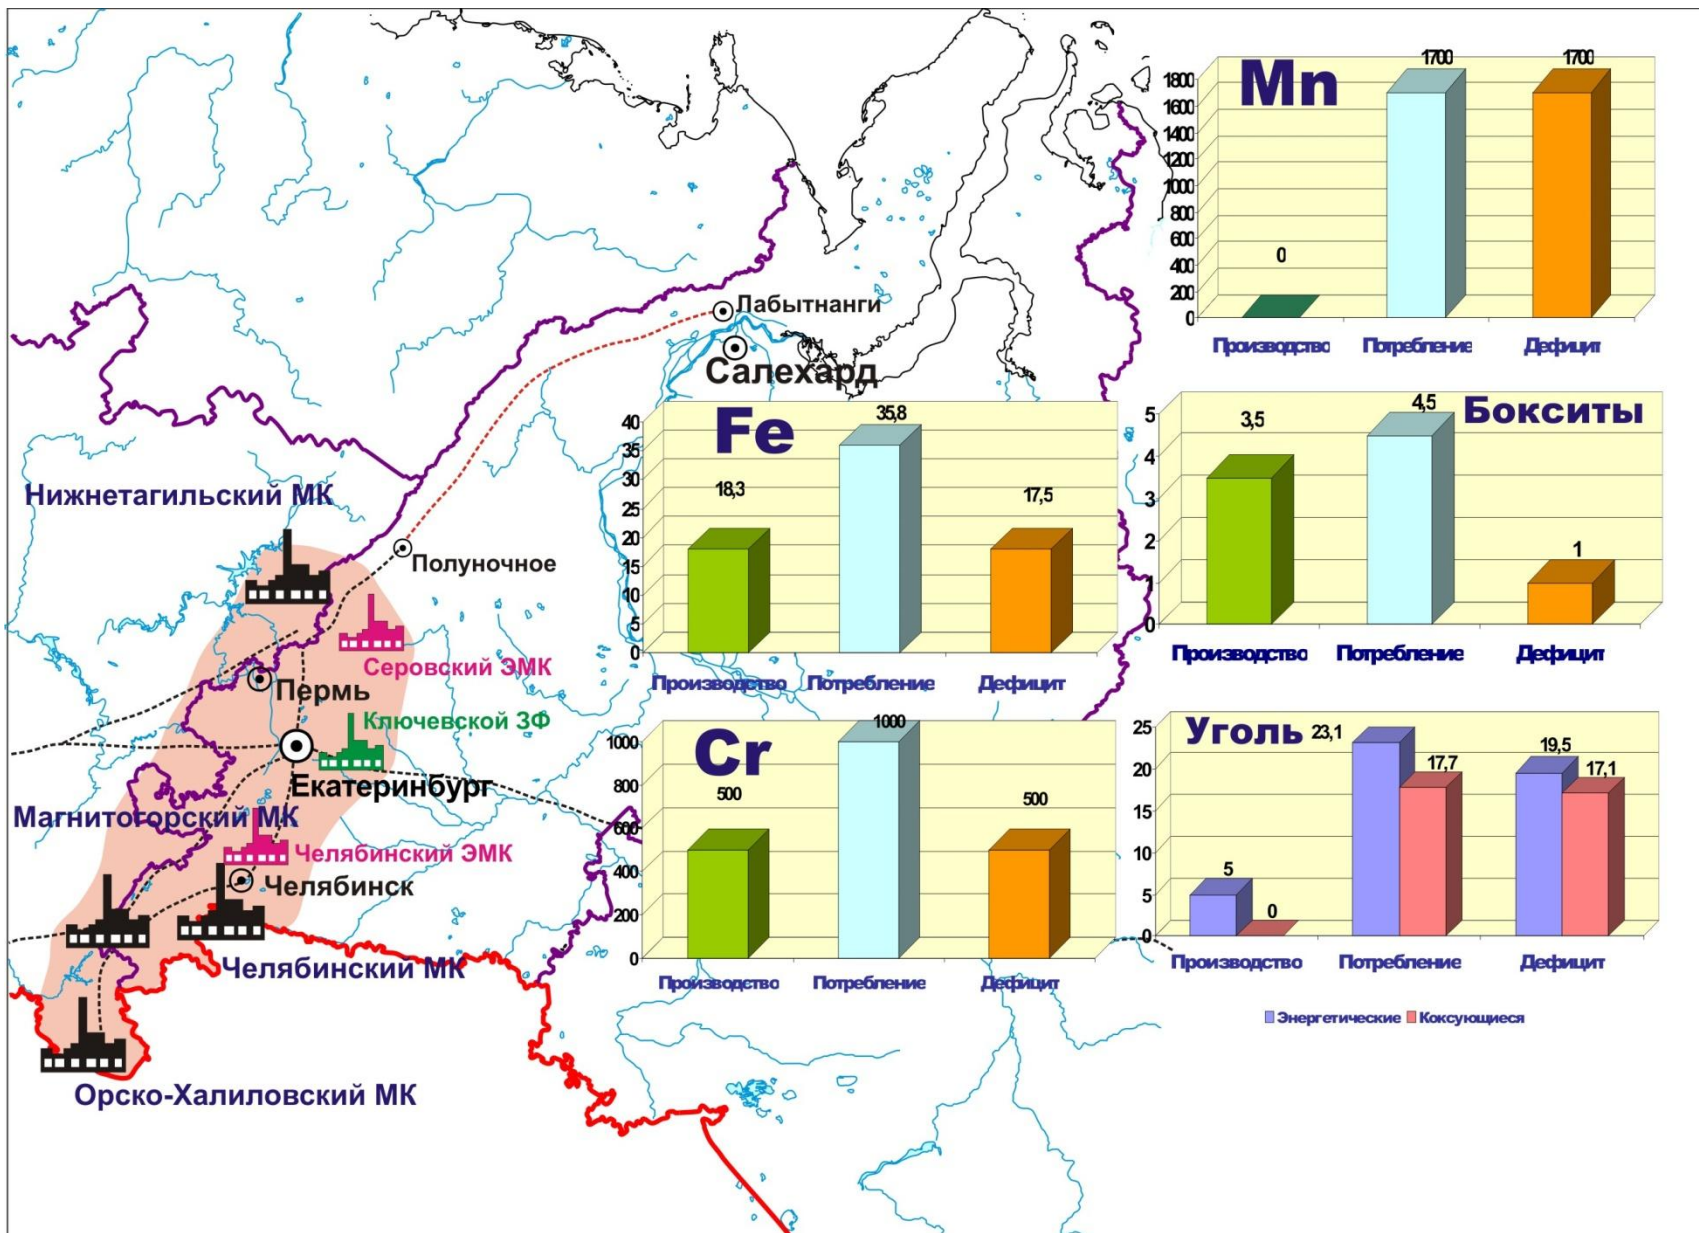 Лабытнанги
Салехард
Нижнетагильский МК
Полуночное
Серовский ЭМК
Пермь
Ключевской ЗФ
Екатеринбург
Магнитогорский МК
Челябинский ЭМК
Челябинск
Челябинский МК
Орско-Халиловский МК
Mn
1800
1600
1400
1200
1000
800
600
400
200
0
0
1700
1700
Производство
Потребление
Дефицит
Fe
40
35
30
25
20
15
10
5
0
18,3
35,8
17,5
Производство
Потребление
Дефицит
Бокситы
5
4
3
2
1
0
3,5
4,5
1
Производство
Потребление
Дефицит
Cr
1000
800
600
400
200
0
500
1000
500
Производство
Потребление
Дефицит
Уголь
25
20
15
10
5
0
5
0
23,1
17,7
19,5
17,1
Производство
Потребление
Дефицит
Энергетические
Коксующиеся